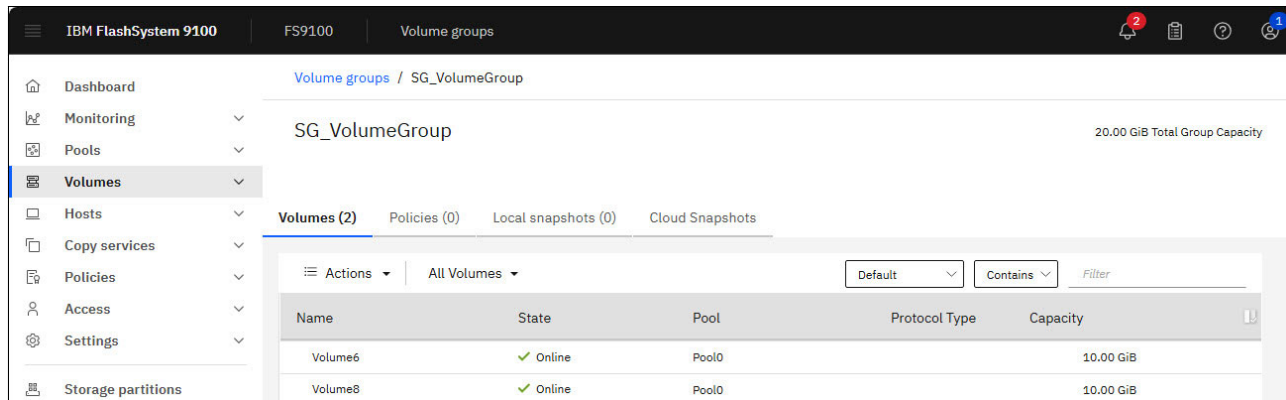 IBM FlashSystem 9100 FS9100 Volume groups 2 1
Dashboard
Monitoring
Pools
Volumes
Hosts
Copy services
Policies
Access
Settings
Storage partitions
Volume groups / SG_VolumeGroup
SG_VolumeGroup 20.00 GiB Total Group Capacity
Volumes (2) Policies (0) Local snapshots (0) Cloud Snapshots
Actions All Volumes Default Contains Filter
Name State Pool Protocol Type Capacity
Volume6 Online Pool0 10.00 GiB
Volume8 Online Pool0 10.00 GiB